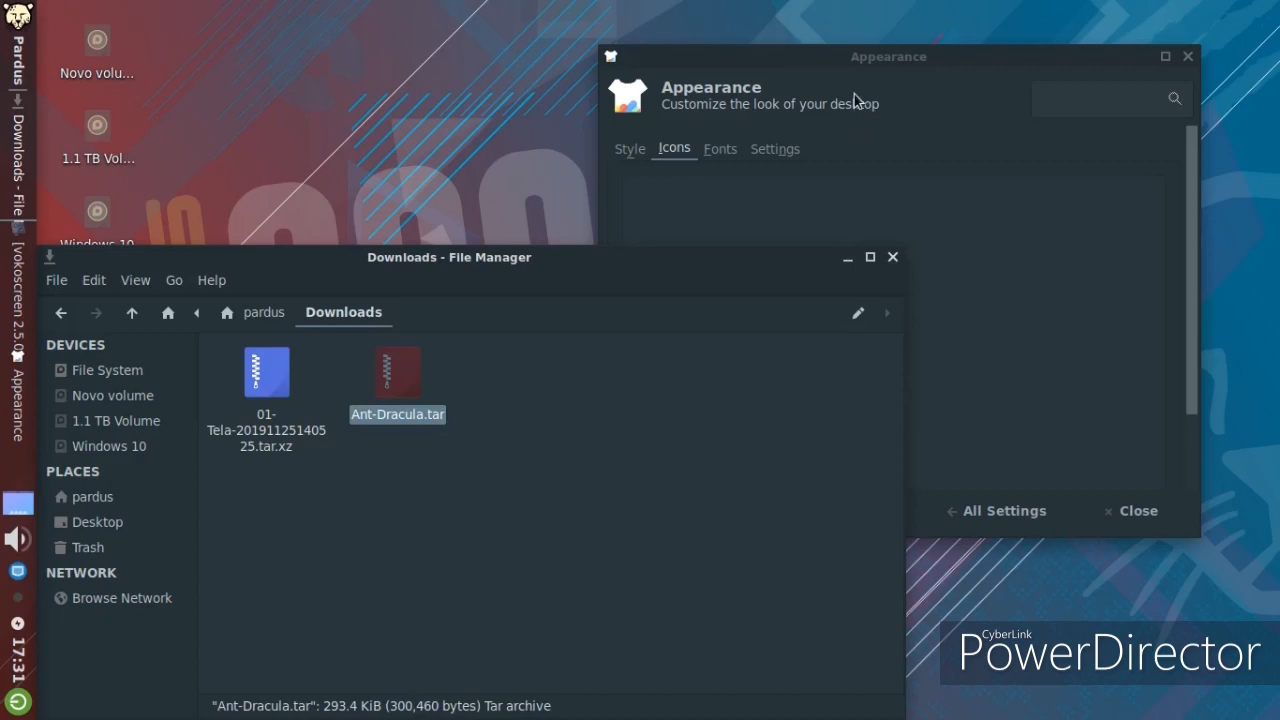 Pardus
Downloads - File
[vokoscreen 2.5.0
Appearance
17:31
Novo volu...
1.1 TB Vol...
Windows 10
Appearance
Appearance
Customize the look of your desktop
Style
Icons
Fonts
Settings
All Settings
Close
Downloads - File Manager
File
Edit
View
Go
Help
pardus
Downloads
DEVICES
File System
Novo volume
1.1 TB Volume
Windows 10
PLACES
pardus
Desktop
Trash
NETWORK
Browse Network
01-
Tela-201911251405
25.tar.xz
Ant-Dracula.tar
"Ant-Dracula.tar": 293.4 KiB (300,460 bytes) Tar archive
CyberLink
PowerDirector